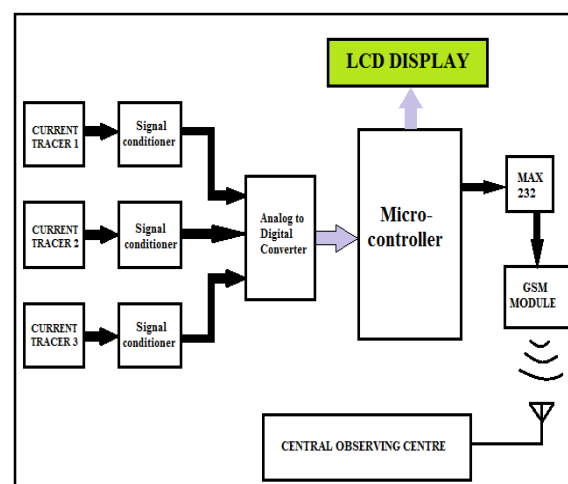 LCD DISPLAY
CURRENT
TRACER 1
Signal
conditioner
CURRENT
TRACER 2
Signal
conditioner
CURRENT
TRACER 3
Signal
conditioner
Analog to
Digital
Converter
Micro-
controller
MAX
232
GSM
MODULE
CENTRAL OBSERVING CENTRE